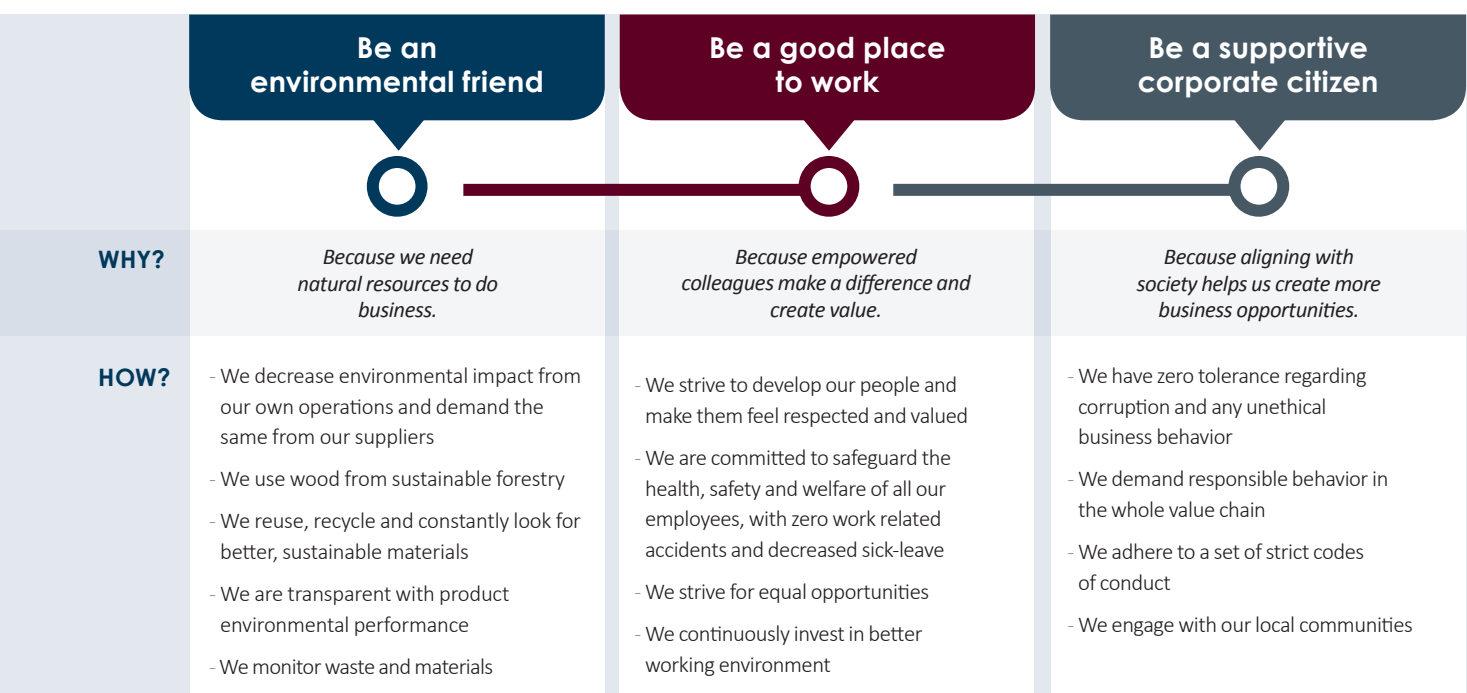 Be an
environmental friend
Be a good place
to work
Be a supportive
corporate citizen
WHY?
Because we need
natural resources to do
business.
Because empowered
colleagues make a difference and
create value.
Because aligning with
society helps us create more
business opportunities.
HOW?
- We decrease environmental impact from
our own operations and demand the
same from our suppliers
- We use wood from sustainable forestry
- We reuse, recycle and constantly look for
better, sustainable materials
- We are transparent with product
environmental performance
- We monitor waste and materials
- We strive to develop our people and
make them feel respected and valued
- We are committed to safeguard the
health, safety and welfare of all our
employees, with zero work related
accidents and decreased sick-leave
- We strive for equal opportunities
- We continuously invest in better
working environment
- We have zero tolerance regarding
corruption and any unethical
business behavior
- We demand responsible behavior in
the whole value chain
- We adhere to a set of strict codes
of conduct
- We engage with our local communities